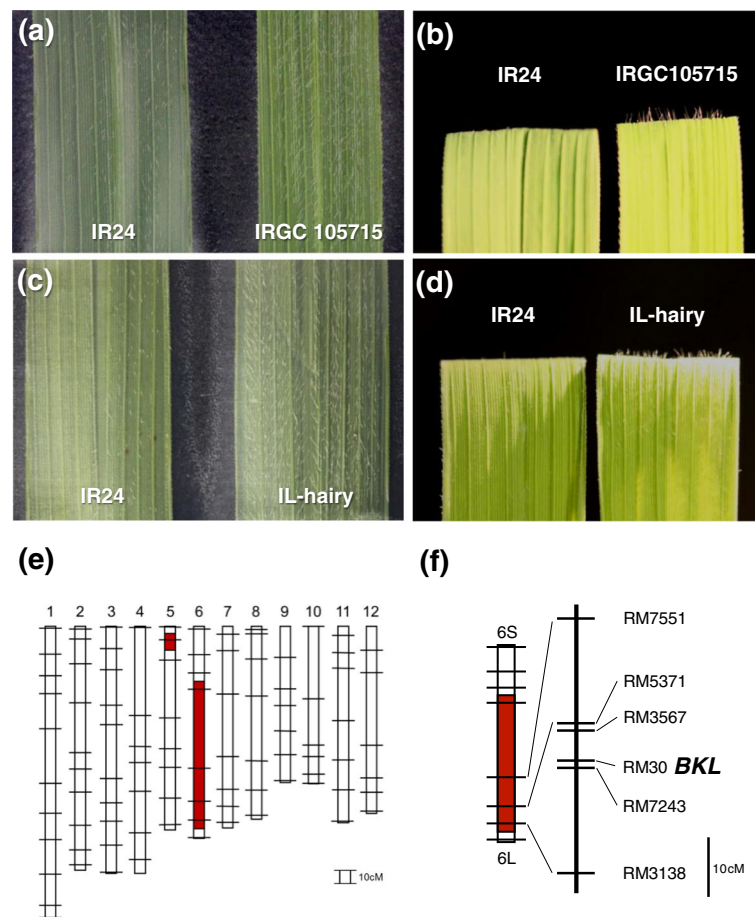 (a)
IR24
IRGC 105715
(b)
IR24
IRGC105715
(c)
IR24
IL-hairy
(d)
IR24
IL-hairy
(e)
1 2 3 4 5 6 7 8 9 10 11 12
10cM
(f)
6S
6L
RM7551
RM5371
RM3567
RM30 BKL
RM7243
RM3138
10cM